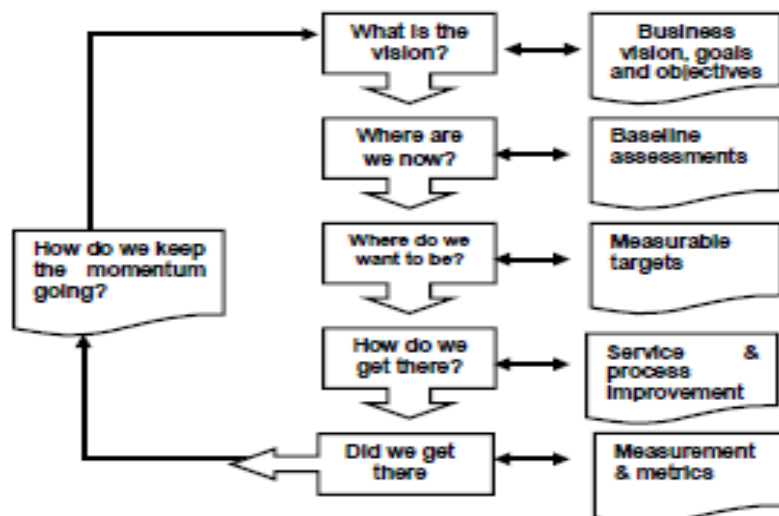 What is the
vision?
Business
vision, goals
and objectives
Where are
we now?
Baseline
assessments
How do we keep
the momentum
going?
Where do we
want to be?
Measurable
targets
How do we
get there?
Service &
process
improvement
Did we get
there
Measurement
& metrics